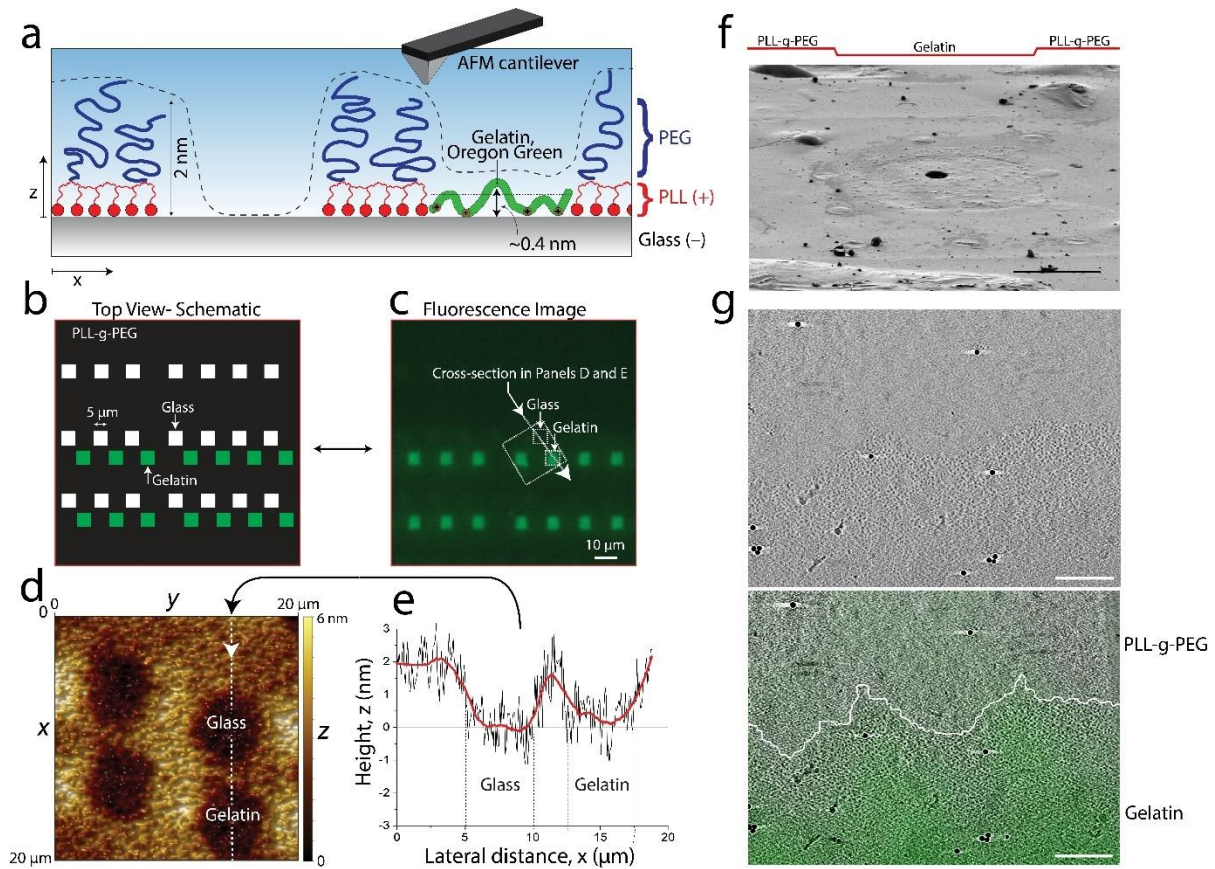 a
AFM cantilever
Gelatin,
Oregon Green
PEG
2 nm
z
PLL (+)
~0.4 nm
Glass (–)
x
b
Top View- Schematic
PLL-g-PEG
Glass
5 µm
Gelatin
c
Fluorescence Image
Cross-section in Panels D and E
Glass
Gelatin
10 µm
d
0
y
20 µm
0
6 nm
x
Glass
z
Gelatin
20 µm
0
e
3
2
1
0
-1
-2
-3
Height, z (nm)
Glass
Gelatin
0
5
10
15
20
Lateral distance, x (µm)
f
PLL-g-PEG
Gelatin
PLL-g-PEG
g
PLL-g-PEG
Gelatin